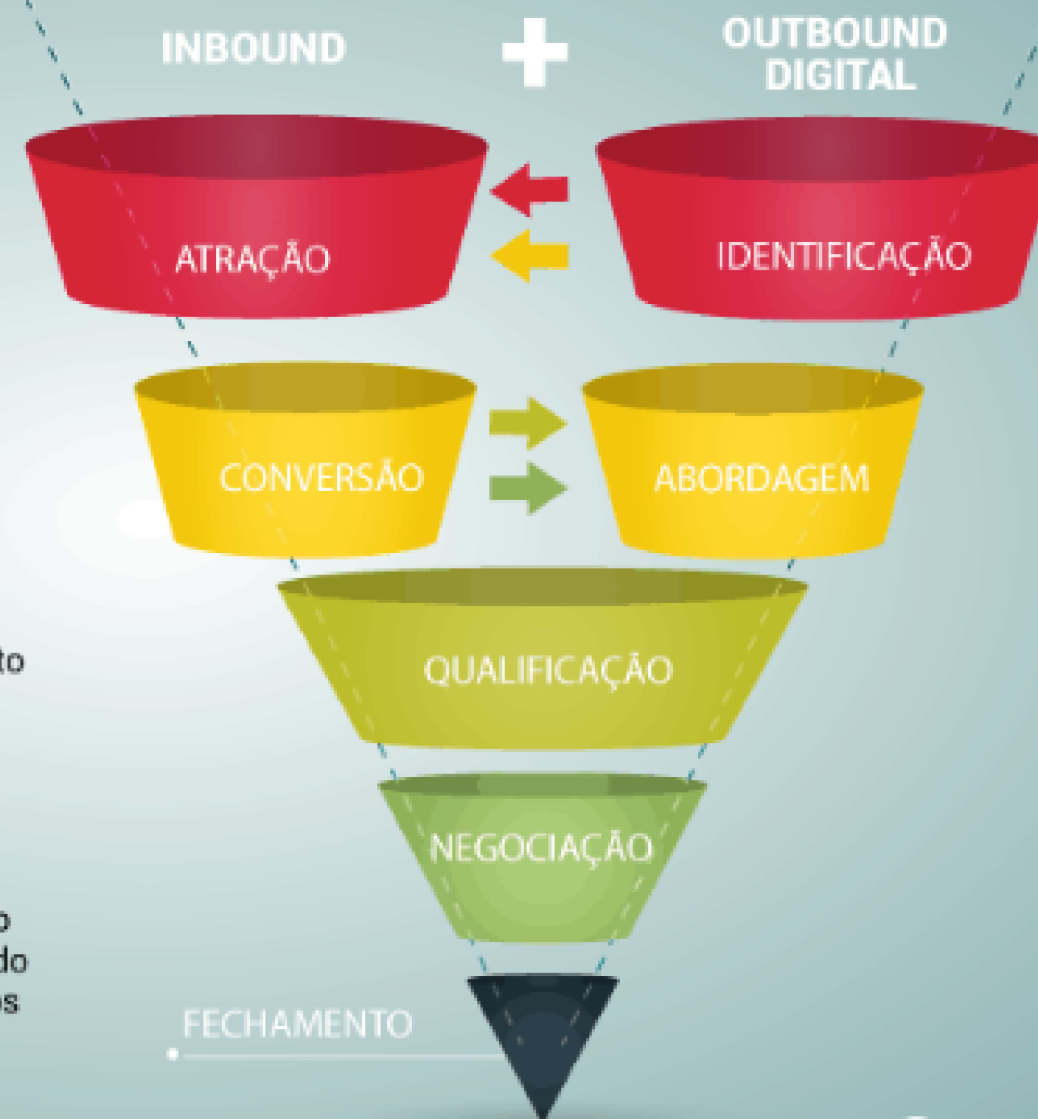 INBOUND
OUTBOUND
DIGITAL
ATRAÇÃO
IDENTIFICAÇÃO
CONVERSÃO
ABORDAGEM
QUALIFICAÇÃO
NEGOCIAÇÃO
FECHAMENTO